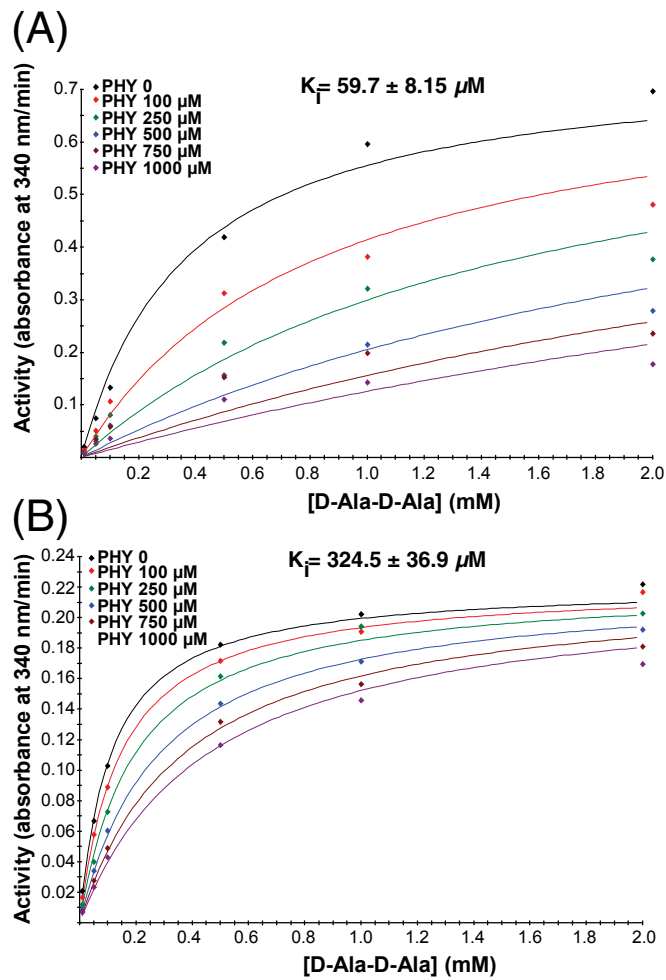 (A)
Ki= 59.7 ± 8.15 µM
PHY 0
PHY 100 µM
PHY 250 µM
PHY 500 µM
PHY 750 µM
PHY 1000 µM
Activity (absorbance at 340 nm/min)
0.7
0.6
0.5
0.4
0.3
0.2
0.1
0.2 0.4 0.6 0.8 1.0 1.2 1.4 1.6 1.8 2.0
[D-Ala-D-Ala] (mM)
(B)
Ki= 324.5 ± 36.9 µM
PHY 0
PHY 100 µM
PHY 250 µM
PHY 500 µM
PHY 750 µM
PHY 1000 µM
Activity (absorbance at 340 nm/min)
0.24
0.22
0.20
0.18
0.16
0.14
0.12
0.10
0.08
0.06
0.04
0.02
0.2 0.4 0.6 0.8 1.0 1.2 1.4 1.6 1.8 2.0
[D-Ala-D-Ala] (mM)